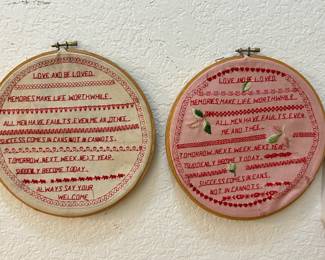 LOVE AND BE LOVED.
MEMORIES MAKE LIFE WORTHWHILE.
ALL MEN HAVE FAULTS. EVEN ME AND THEE.
SUCCESS COMES IN CANS NOT IN CANNOTS.
TOMORROW. NEXT WEEK. NEXT YEAR.
SUDDENLY BECOME TODAY.
ALWAYS SAY YOUR
WELCOME
LOVE AND BE LOVED.
MEMORIES MAKE LIFE WORTHWHILE.
ALL MEN HAVE FAULTS. EVEN
ME AND THEE.
TOMORROW. NEXT WEEK. NEXT YEAR.
SUDDENLY BECOME TODAY.
SUCCESS COMES IN CANS.
NOT IN CANNOTS.